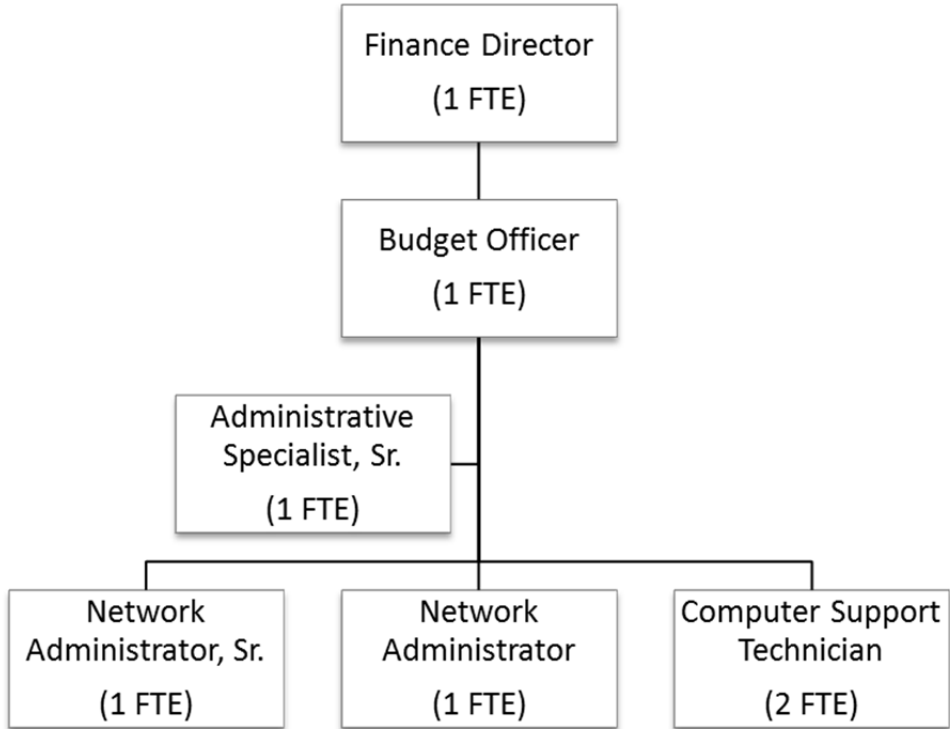 Finance Director
(1 FTE)
Budget Officer
(1 FTE)
Administrative
Specialist, Sr.
(1 FTE)
Network
Administrator, Sr.
(1 FTE)
Network
Administrator
(1 FTE)
Computer Support
Technician
(2 FTE)